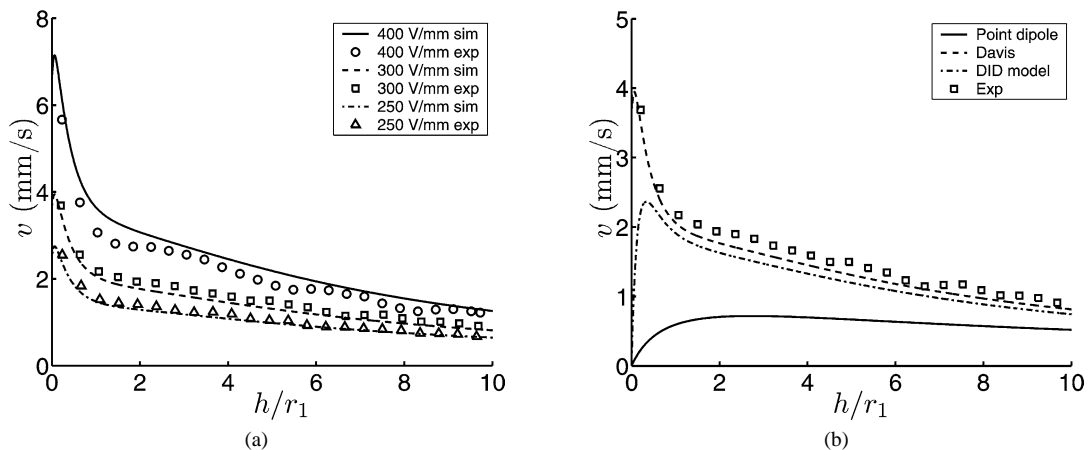 8
6
4
2
0
v (mm/s)
400 V/mm sim
400 V/mm exp
300 V/mm sim
300 V/mm exp
250 V/mm sim
250 V/mm exp
0 2 4 6 8 10
h/r1
(a)
5
4
3
2
1
0
v (mm/s)
Point dipole
Davis
DID model
Exp
0 2 4 6 8 10
h/r1
(b)